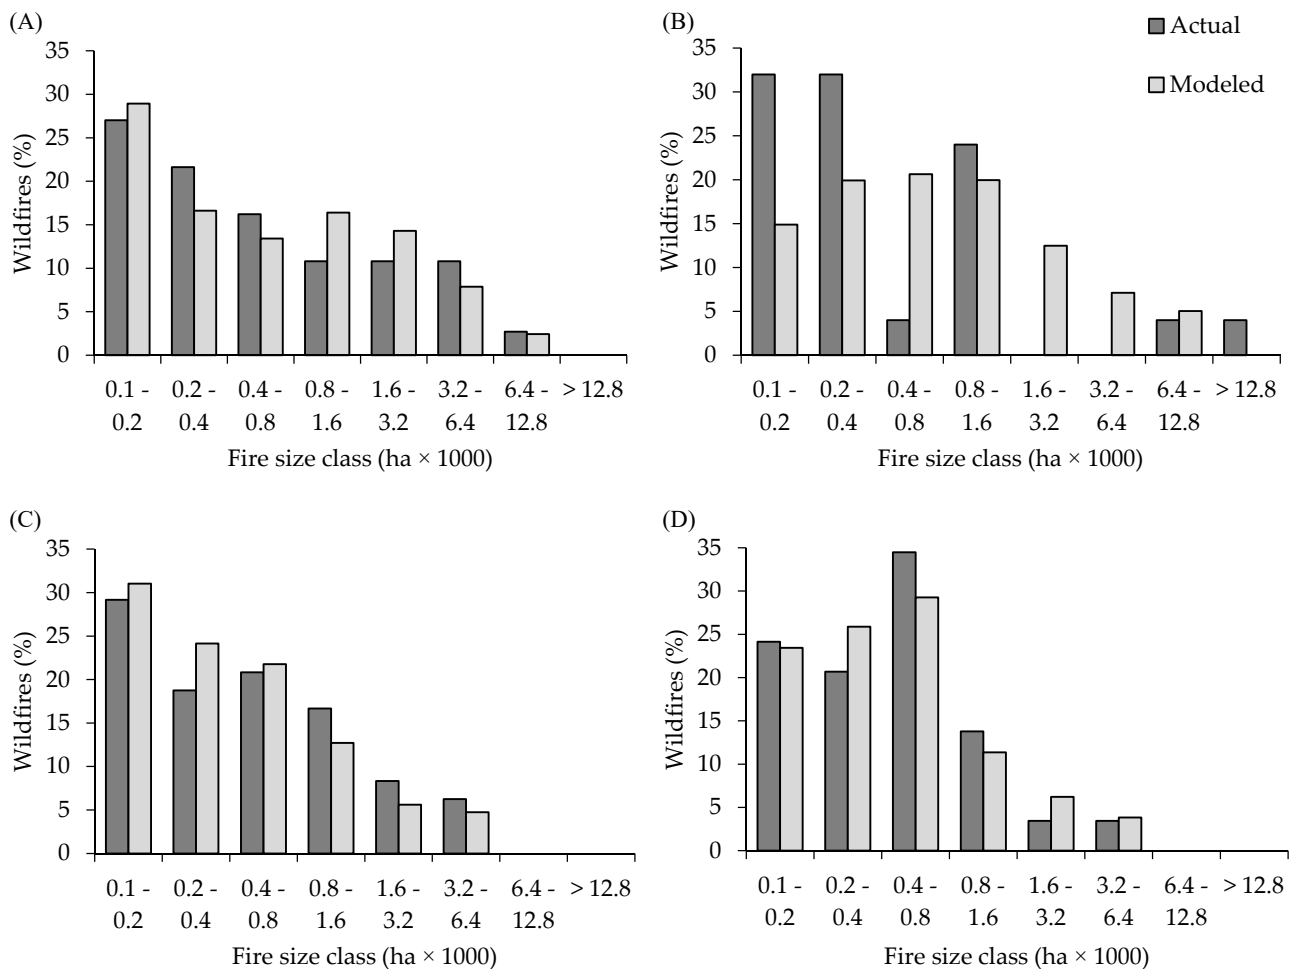 (A)
35
30
25
20
15
10
5
0
Wildfires (%)
0.1 - 0.2 - 0.4 - 0.8 - 1.6 - 3.2 - 6.4 - > 12.8
0.2 0.4 0.8 1.6 3.2 6.4 12.8
Fire size class (ha × 1000)
(B)
Actual
Modeled
35
30
25
20
15
10
5
0
Wildfires (%)
0.1 - 0.2 - 0.4 - 0.8 - 1.6 - 3.2 - 6.4 - > 12.8
0.2 0.4 0.8 1.6 3.2 6.4 12.8
Fire size class (ha × 1000)
(C)
35
30
25
20
15
10
5
0
Wildfires (%)
0.1 - 0.2 - 0.4 - 0.8 - 1.6 - 3.2 - 6.4 - > 12.8
0.2 0.4 0.8 1.6 3.2 6.4 12.8
Fire size class (ha × 1000)
(D)
35
30
25
20
15
10
5
0
Wildfires (%)
0.1 - 0.2 - 0.4 - 0.8 - 1.6 - 3.2 - 6.4 - > 12.8
0.2 0.4 0.8 1.6 3.2 6.4 12.8
Fire size class (ha × 1000)